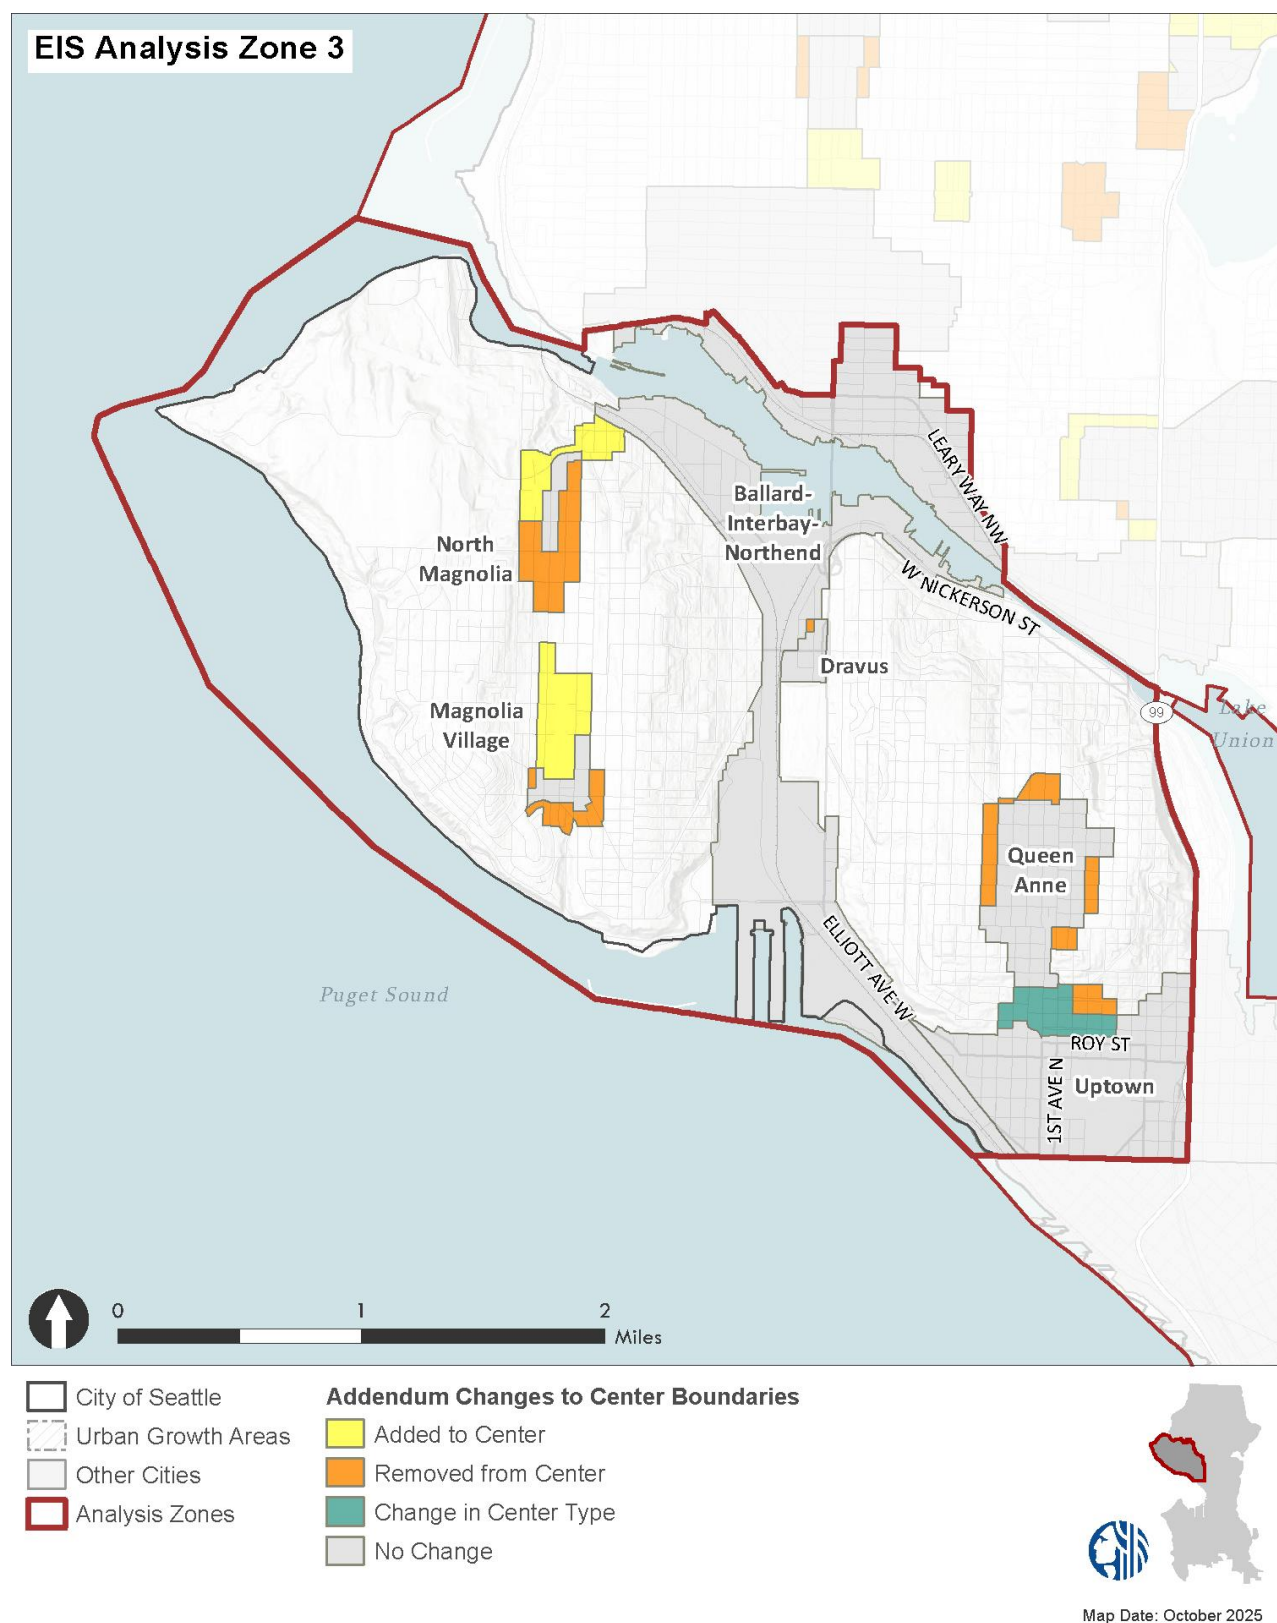 EIS Analysis Zone 3
LEARY WAY NW
Ballard-
Interbay-
Northend
North
Magnolia
W NICKERSON ST
Dravus
Magnolia
Village
99
Lake
Union
Queen
Anne
ELLIOTT AVE W
Puget Sound
ROY ST
1ST AVE N
Uptown
0 1 2
Miles
City of Seattle
Urban Growth Areas
Other Cities
Analysis Zones
Addendum Changes to Center Boundaries
Added to Center
Removed from Center
Change in Center Type
No Change
Map Date: October 2025